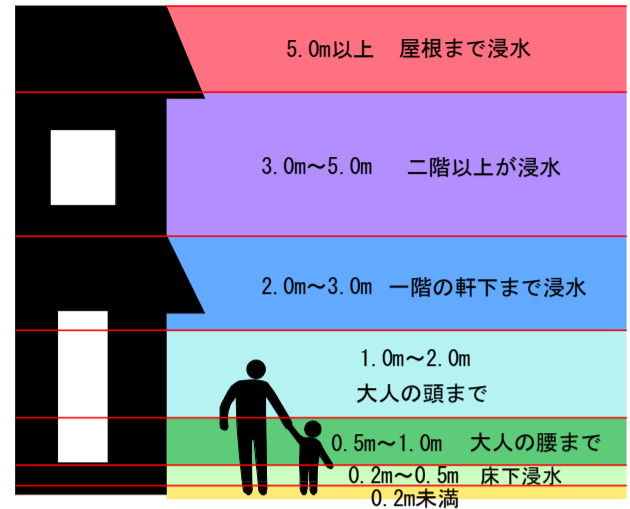 5.0m以上 屋根まで浸水
3.0m～5.0m 二階以上が浸水
2.0m～3.0m 一階の軒下まで浸水
1.0m～2.0m
大人の頭まで
0.5m～1.0m 大人の腰まで
0.2m～0.5m 床下浸水
0.2m未満